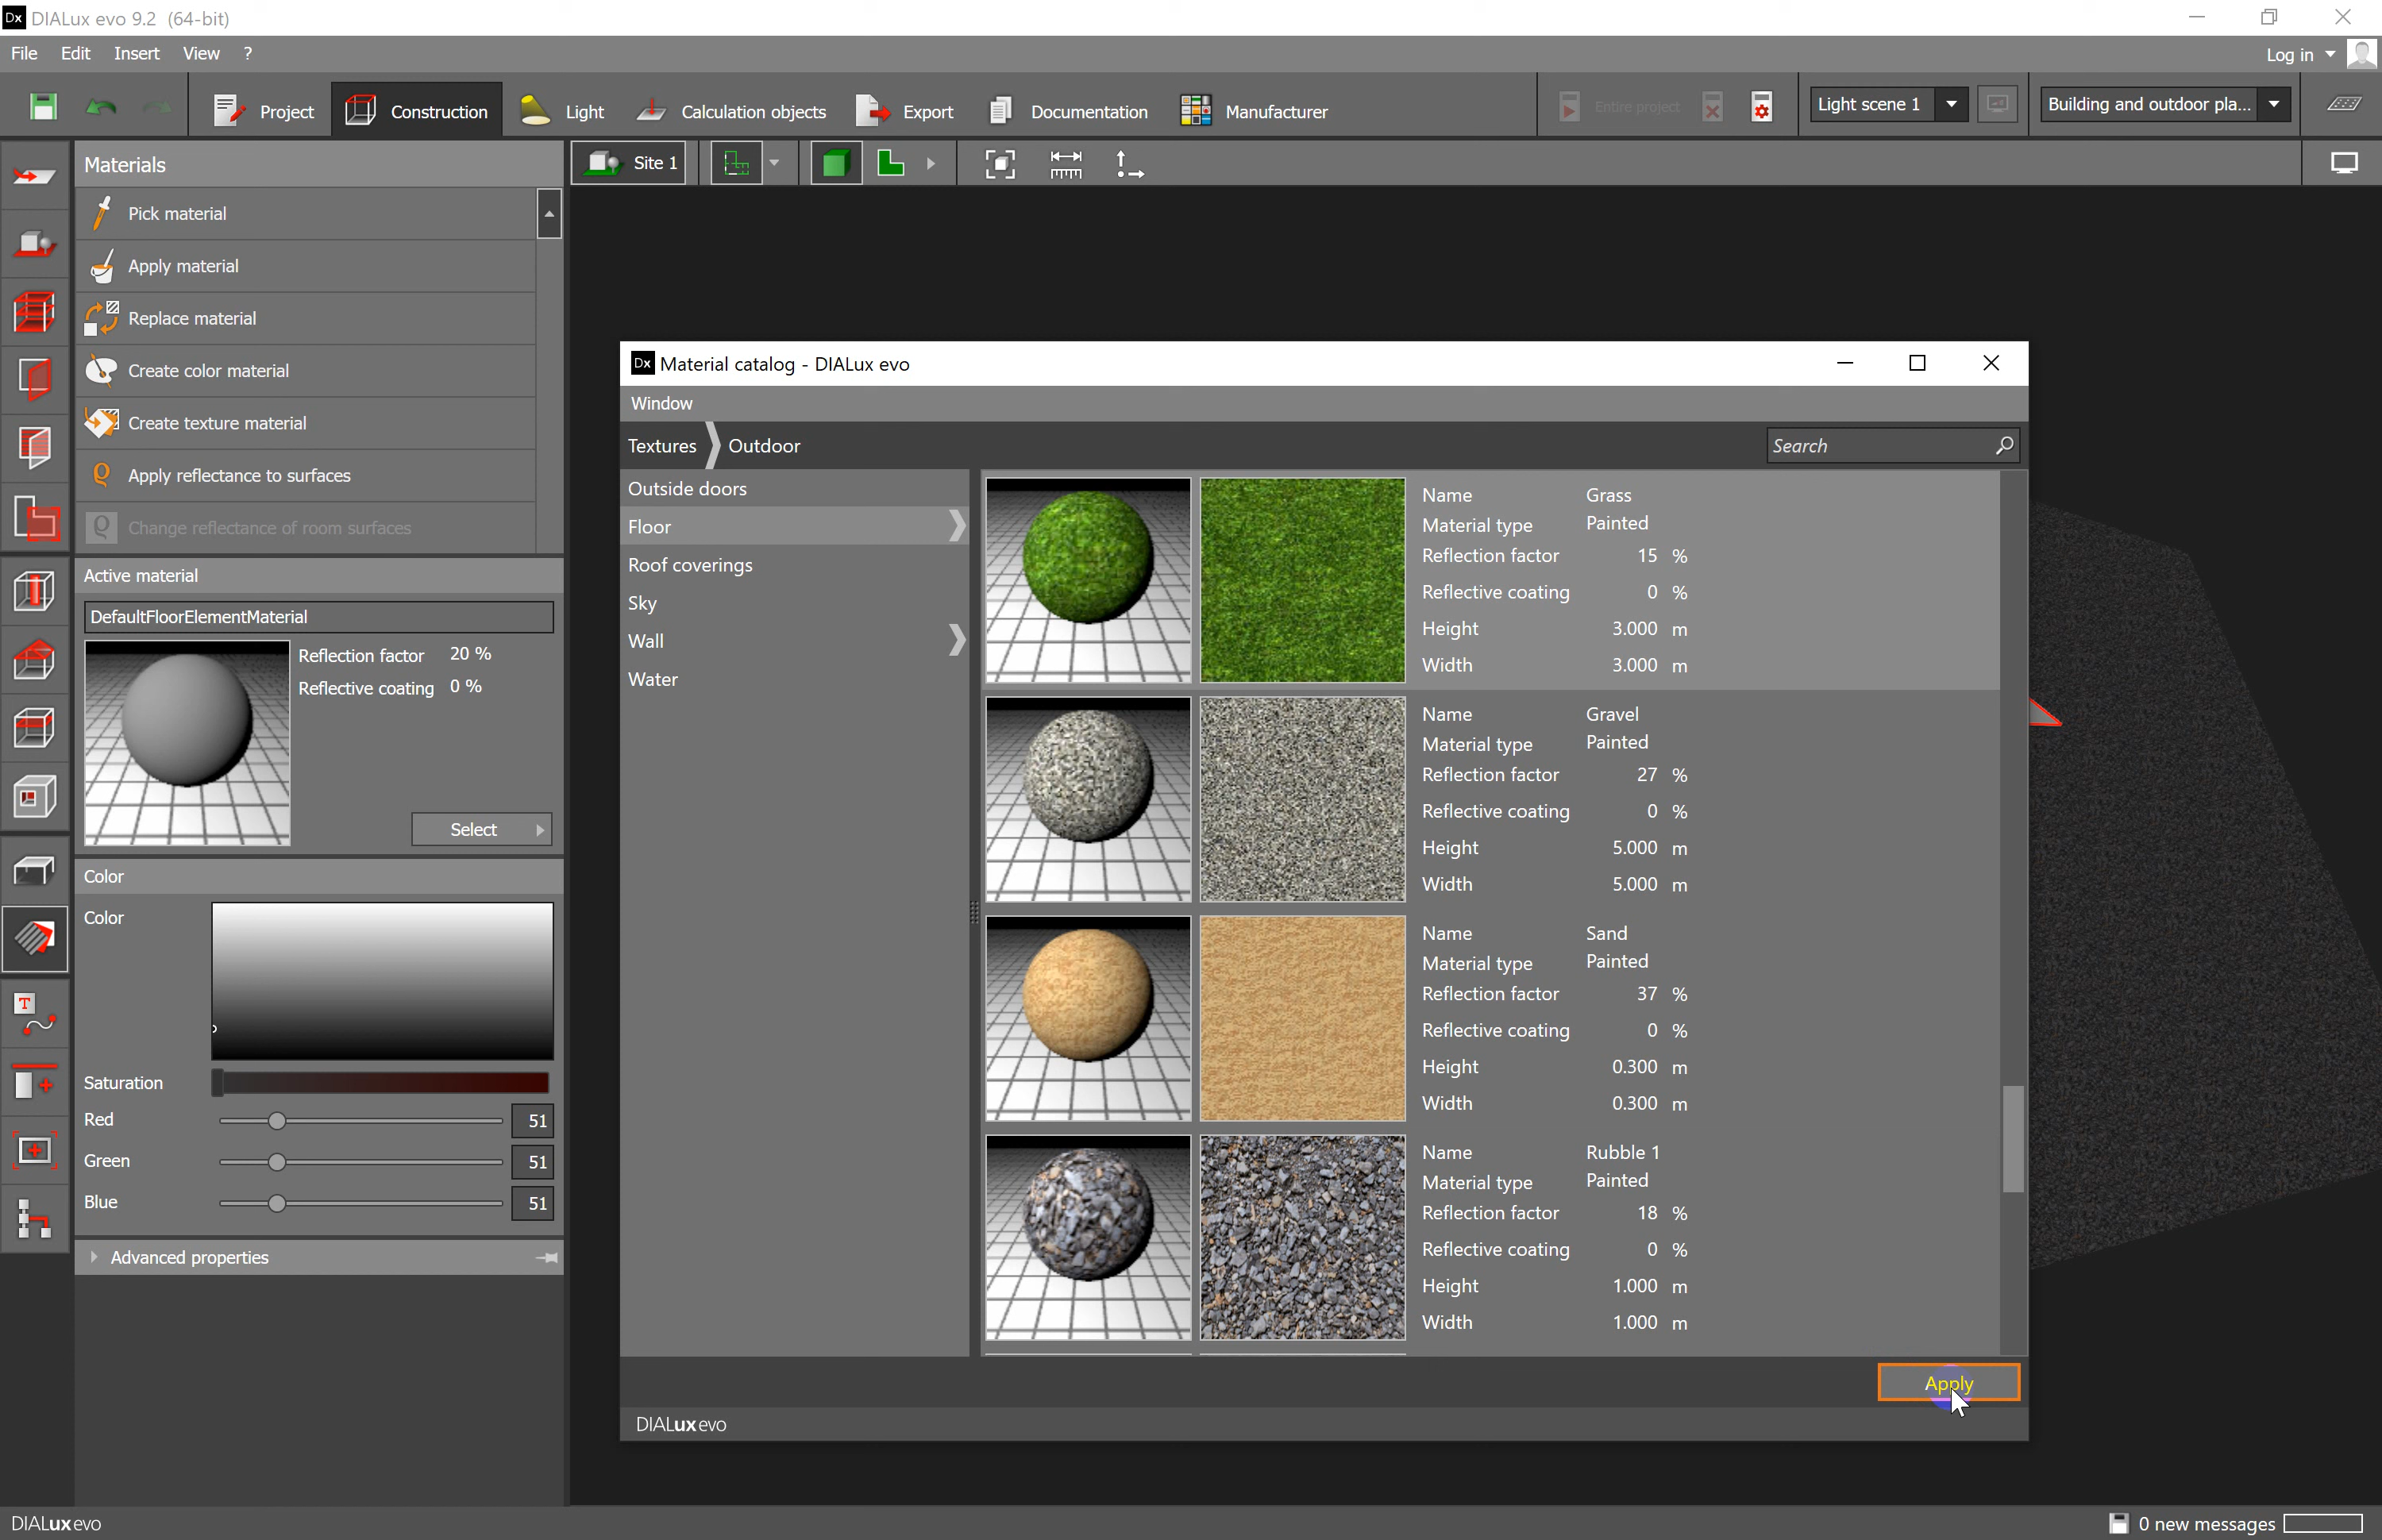 Dx DIALux evo 9.2 (64-bit)
File Edit Insert View ?
Log in
Project Construction Light Calculation objects Export Documentation Manufacturer
Entire project
Light scene 1
Building and outdoor pla...
Materials
Site 1
Pick material
Apply material
Replace material
Create color material
Create texture material
Apply reflectance to surfaces
Change reflectance of room surfaces
Active material
DefaultFloorElementMaterial
Reflection factor 20 %
Reflective coating 0 %
Select
Color
Color
Saturation
Red 51
Green 51
Blue 51
Advanced properties
Dx Material catalog - DIALux evo
Window
Textures Outdoor
Search
Outside doors
Floor
Roof coverings
Sky
Wall
Water
Name Grass
Material type Painted
Reflection factor 15 %
Reflective coating 0 %
Height 3.000 m
Width 3.000 m
Name Gravel
Material type Painted
Reflection factor 27 %
Reflective coating 0 %
Height 5.000 m
Width 5.000 m
Name Sand
Material type Painted
Reflection factor 37 %
Reflective coating 0 %
Height 0.300 m
Width 0.300 m
Name Rubble 1
Material type Painted
Reflection factor 18 %
Reflective coating 0 %
Height 1.000 m
Width 1.000 m
Apply
DIALux evo
DIALux evo
0 new messages